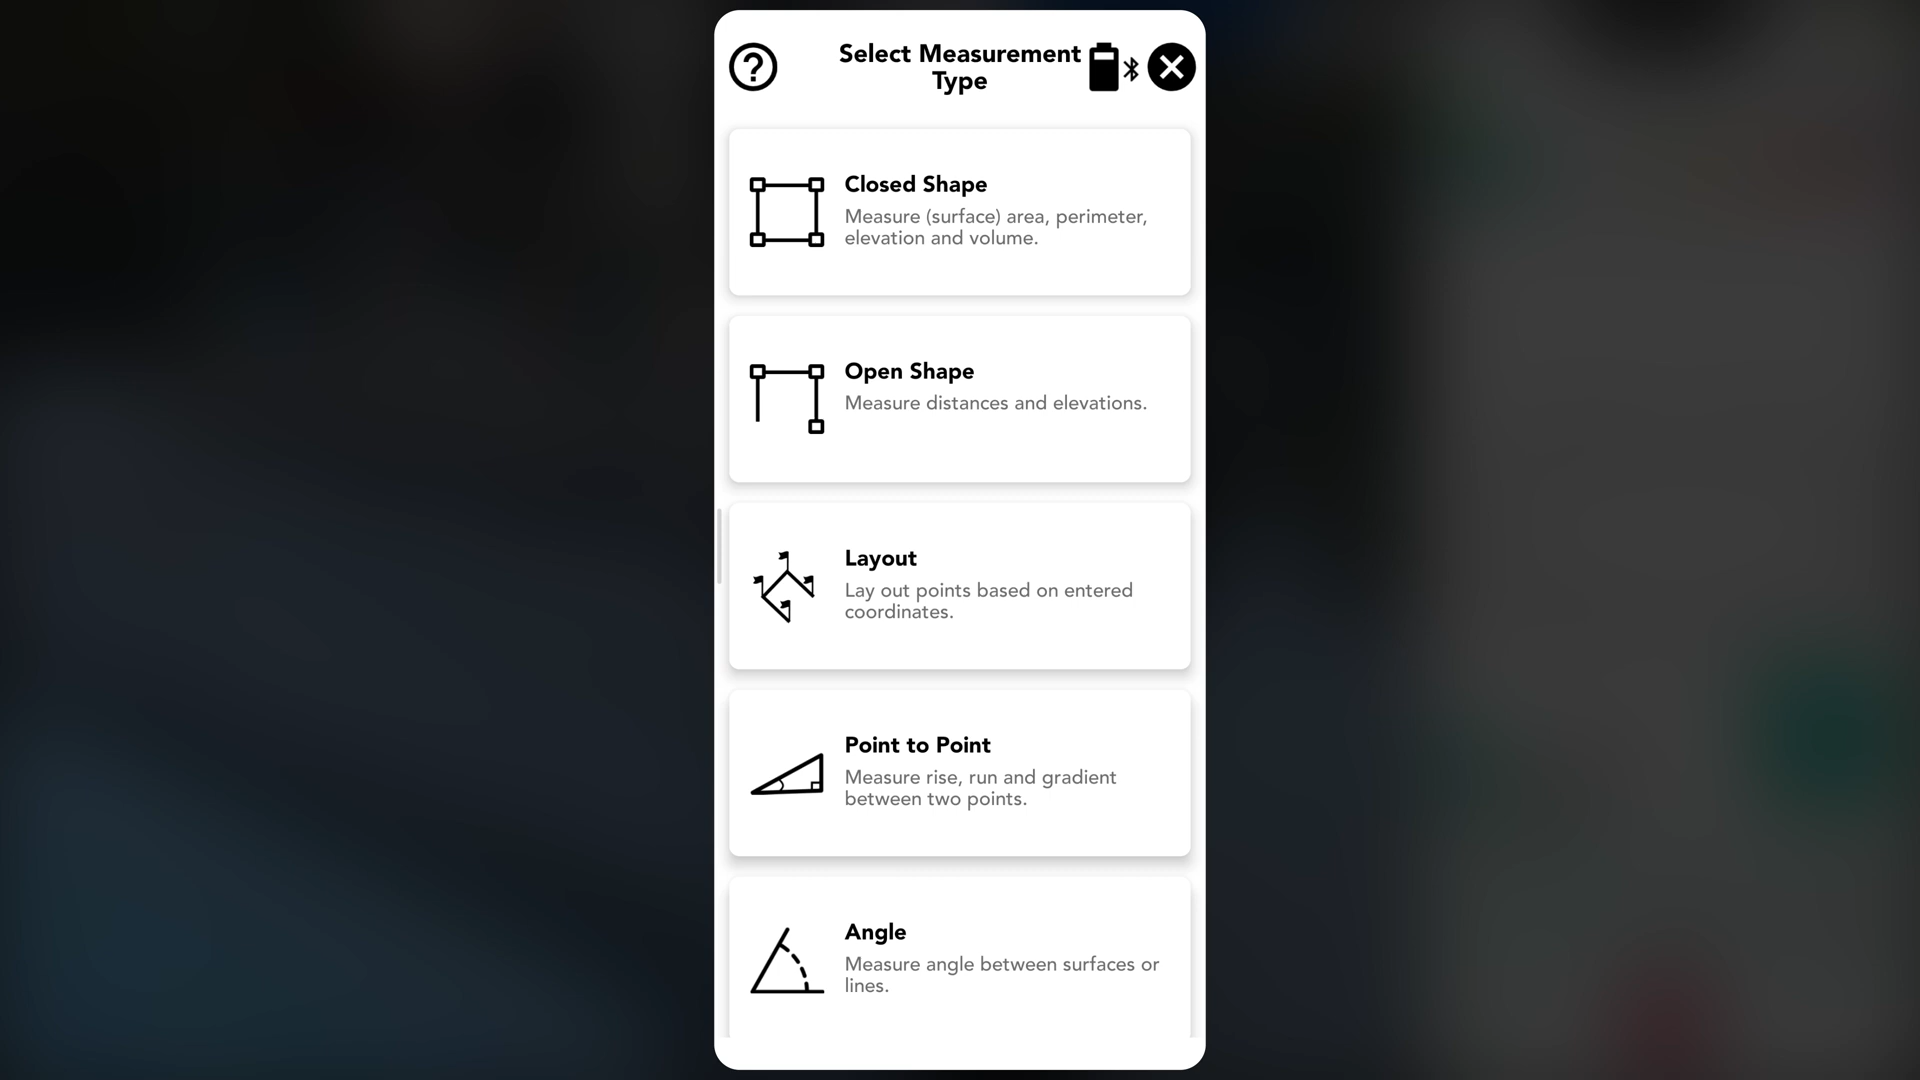 Select Measurement
Type
Closed Shape
Measure (surface) area, perimeter,
elevation and volume.
Open Shape
Measure distances and elevations.
Layout
Lay out points based on entered
coordinates.
Point to Point
Measure rise, run and gradient
between two points.
Angle
Measure angle between surfaces or
lines.